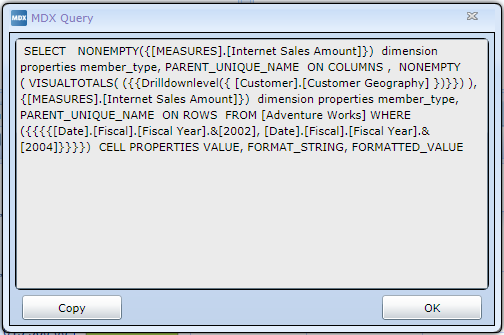 MDX MDX Query
SELECT   NONEMPTY({[MEASURES].[Internet Sales Amount]})  dimension
properties member_type, PARENT_UNIQUE_NAME  ON COLUMNS ,  NONEMPTY
( VISUALTOTALS( ({{Drilldownlevel({ [Customer].[Customer Geography] })}}) ),
{[MEASURES].[Internet Sales Amount]})  dimension properties member_type,
PARENT_UNIQUE_NAME  ON ROWS  FROM [Adventure Works] WHERE
({{{{[Date].[Fiscal].[Fiscal Year].&[2002], [Date].[Fiscal].[Fiscal Year].&
[2004]}}}})  CELL PROPERTIES VALUE, FORMAT_STRING, FORMATTED_VALUE
Copy
OK